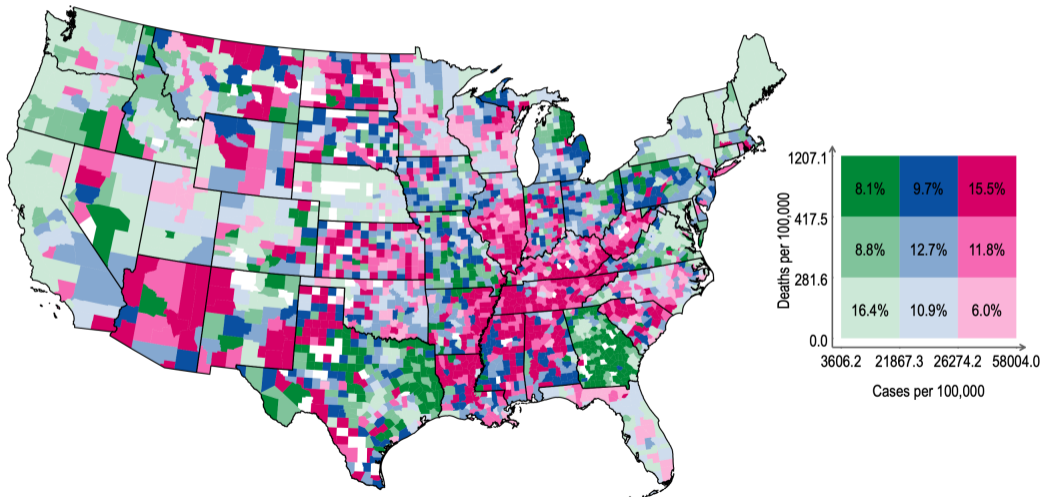 1207.1
8.1% 9.7% 15.5%
417.5
8.8% 12.7% 11.8%
281.6
16.4% 10.9% 6.0%
0.0
Deaths per 100,000
3606.2 21867.3 26274.2 58004.0
Cases per 100,000